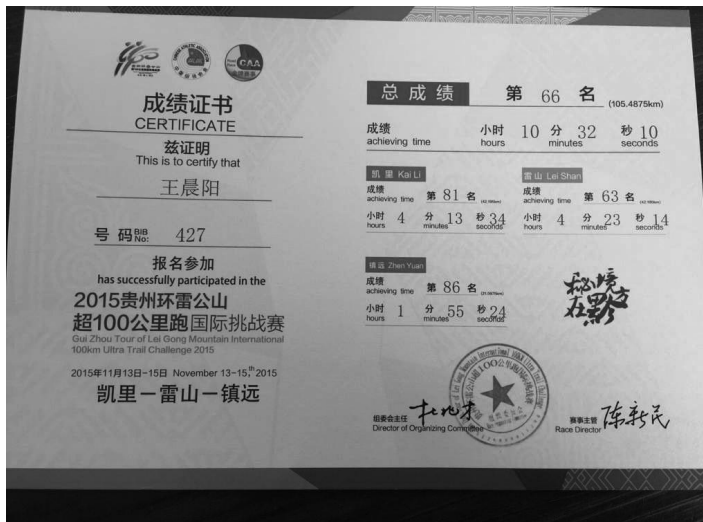 CAA
成绩证书
CERTIFICATE
兹证明
This is to certify that
王晨阳
号码 BIB No: 427
报名参加
has successfully participated in the
2015贵州环雷公山
超100公里跑国际挑战赛
Gui Zhou Tour of Lei Gong Mountain International
100km Ultra Trail Challenge 2015
2015年11月13日-15日 November 13-15,th 2015
凯里－雷山－镇远
总成绩 第 66 名 (105.4875km)
成绩 小时 10 分 32 秒 10
achieving time hours minutes seconds
凯里 Kai Li
成绩 第 81 名
achieving time
小时 4 分 13 秒 34
hours minutes seconds
雷山 Lei Shan
成绩 第 63 名
achieving time
小时 4 分 23 秒 14
hours minutes seconds
镇远 Zhen Yuan
成绩 第 86 名
achieving time
小时 1 分 55 秒 24
hours minutes seconds
秘境
在黔方
组委会主任
Director of Organizing Committee
赛事主管 陈新民
Race Director